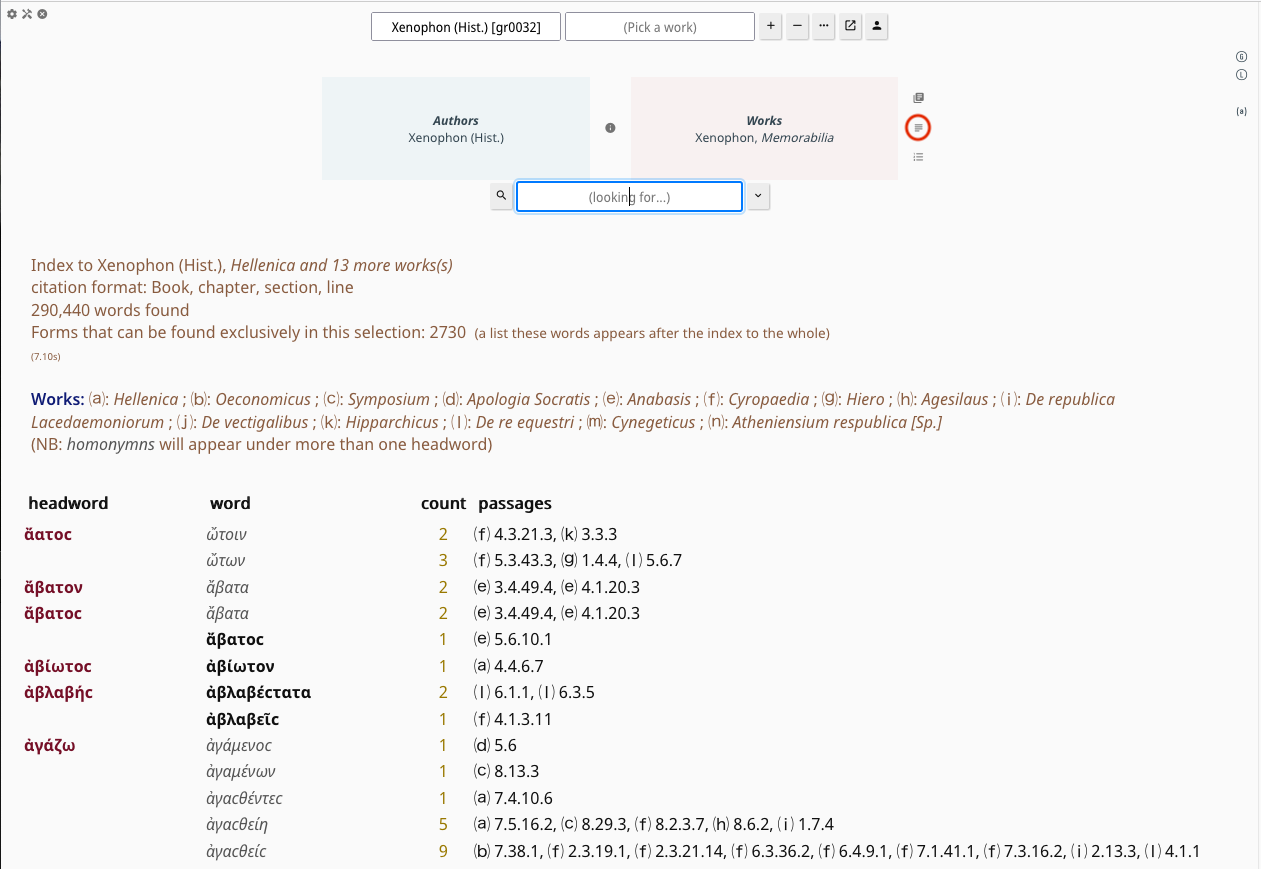 Xenophon (Hist.) [gr0032] (Pick a work) + − ...
Authors
Xenophon (Hist.)
Works
Xenophon, Memorabilia
(looking for...)
Ⓖ
Ⓛ
⒜
Index to Xenophon (Hist.), Hellenica and 13 more works(s)
citation format: Book, chapter, section, line
290,440 words found
Forms that can be found exclusively in this selection: 2730 (a list these words appears after the index to the whole)
(7.10s)
Works: ⒜: Hellenica ; ⒝: Oeconomicus ; ⒞: Symposium ; ⒟: Apologia Socratis ; ⒠: Anabasis ; ⒡: Cyropaedia ; ⒢: Hiero ; ⒣: Agesilaus ; ⒤: De republica
Lacedaemoniorum ; ⒥: De vectigalibus ; ⒦: Hipparchicus ; ⒧: De re equestri ; ⒨: Cynegeticus ; ⒩: Atheniensium respublica [Sp.]
(NB: homonymns will appear under more than one headword)
headword word count passages
ἄατοϲ ὤτοιν 2 ⒡ 4.3.21.3, ⒦ 3.3.3
ὤτων 3 ⒡ 5.3.43.3, ⒢ 1.4.4, ⒧ 5.6.7
ἄβατον ἄβατα 2 ⒠ 3.4.49.4, ⒠ 4.1.20.3
ἄβατοϲ ἄβατα 2 ⒠ 3.4.49.4, ⒠ 4.1.20.3
ἄβατοϲ 1 ⒠ 5.6.10.1
ἀβίωτοϲ ἀβίωτον 1 ⒜ 4.4.6.7
ἀβλαβήϲ ἀβλαβέϲτατα 2 ⒧ 6.1.1, ⒧ 6.3.5
ἀβλαβεῖϲ 1 ⒡ 4.1.3.11
ἀγάζω ἀγάμενοϲ 1 ⒟ 5.6
ἀγαμένων 1 ⒞ 8.13.3
ἀγαϲθέντεϲ 1 ⒜ 7.4.10.6
ἀγαϲθείη 5 ⒜ 7.5.16.2, ⒞ 8.29.3, ⒡ 8.2.3.7, ⒣ 8.6.2, ⒤ 1.7.4
ἀγαϲθείϲ 9 ⒝ 7.38.1, ⒡ 2.3.19.1, ⒡ 2.3.21.14, ⒡ 6.3.36.2, ⒡ 6.4.9.1, ⒡ 7.1.41.1, ⒡ 7.3.16.2, ⒤ 2.13.3, ⒧ 4.1.1